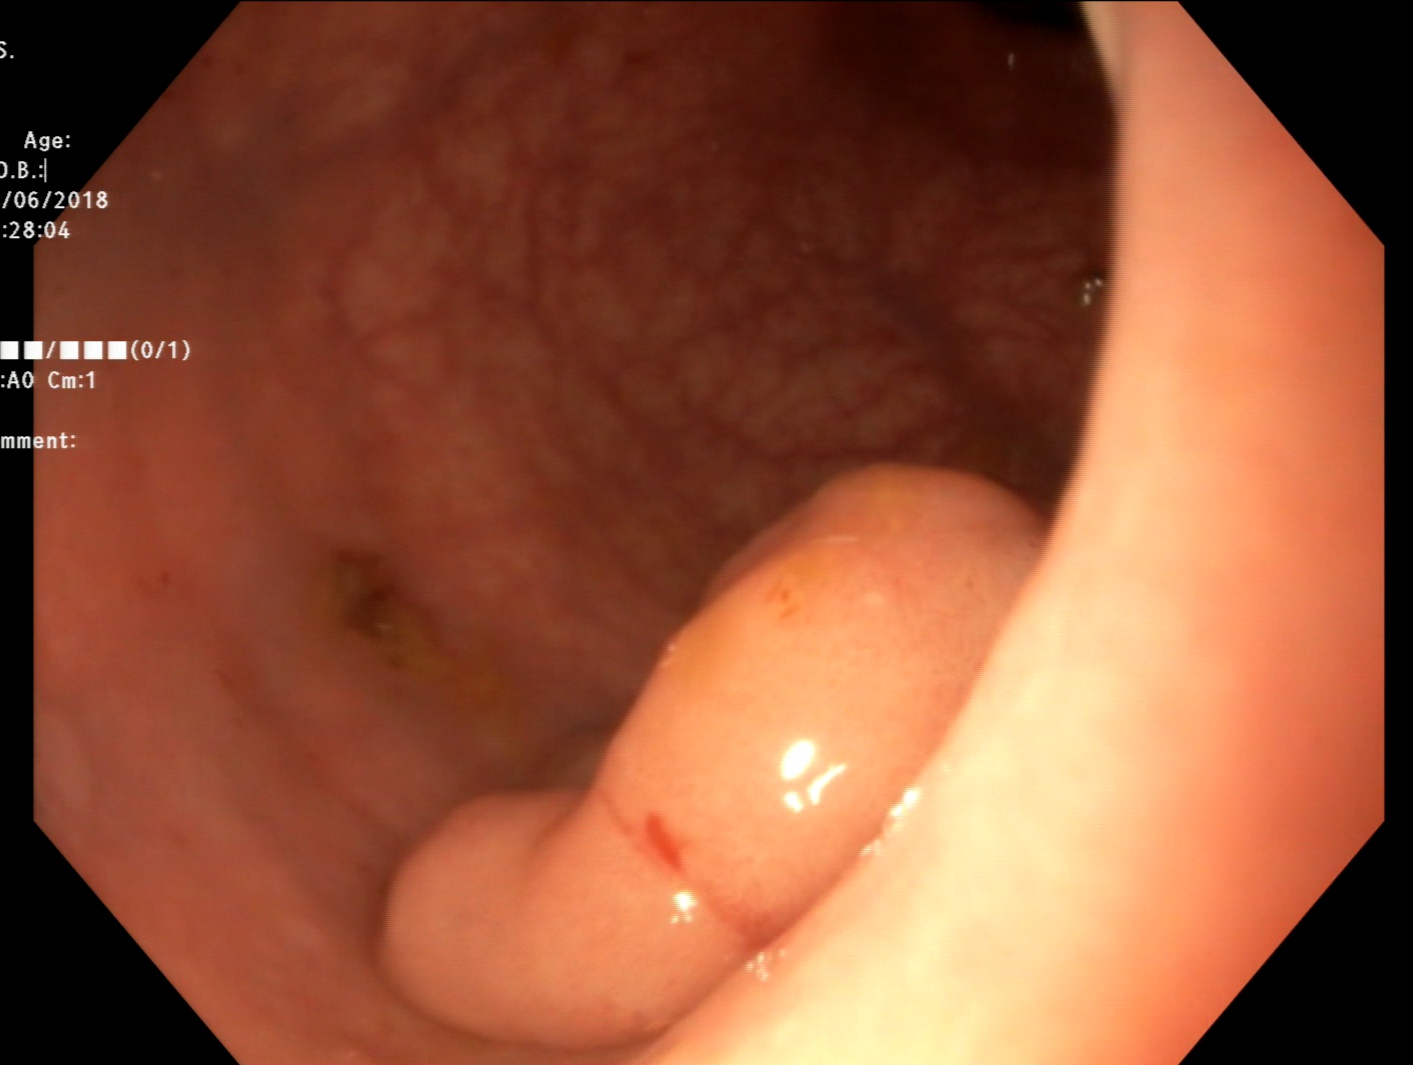 S.
Age:
O.B.:
/06/2018
:28:04
■■/■■■(0/1)
:A0 Cm:1
mment: